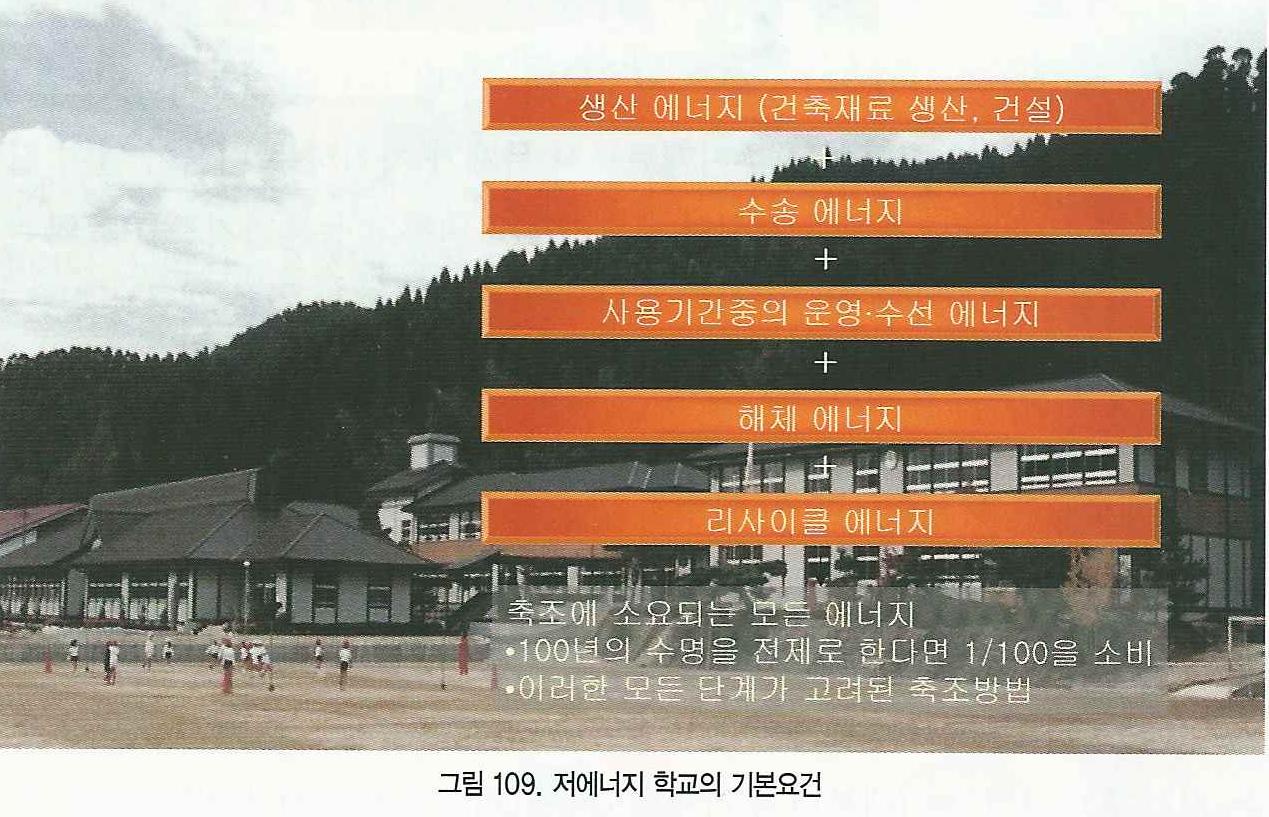 생산 에너지 (건축재료 생산, 건설)
+
수송 에너지
+
사용기간중의 운영·수선 에너지
+
해체 에너지
+
리사이클 에너지
축조에 소요되는 모든 에너지
•100년의 수명을 전제로 한다면 1/100을 소비
•이러한 모든 단계가 고려된 축조방법
그림 109. 저에너지 학교의 기본요건